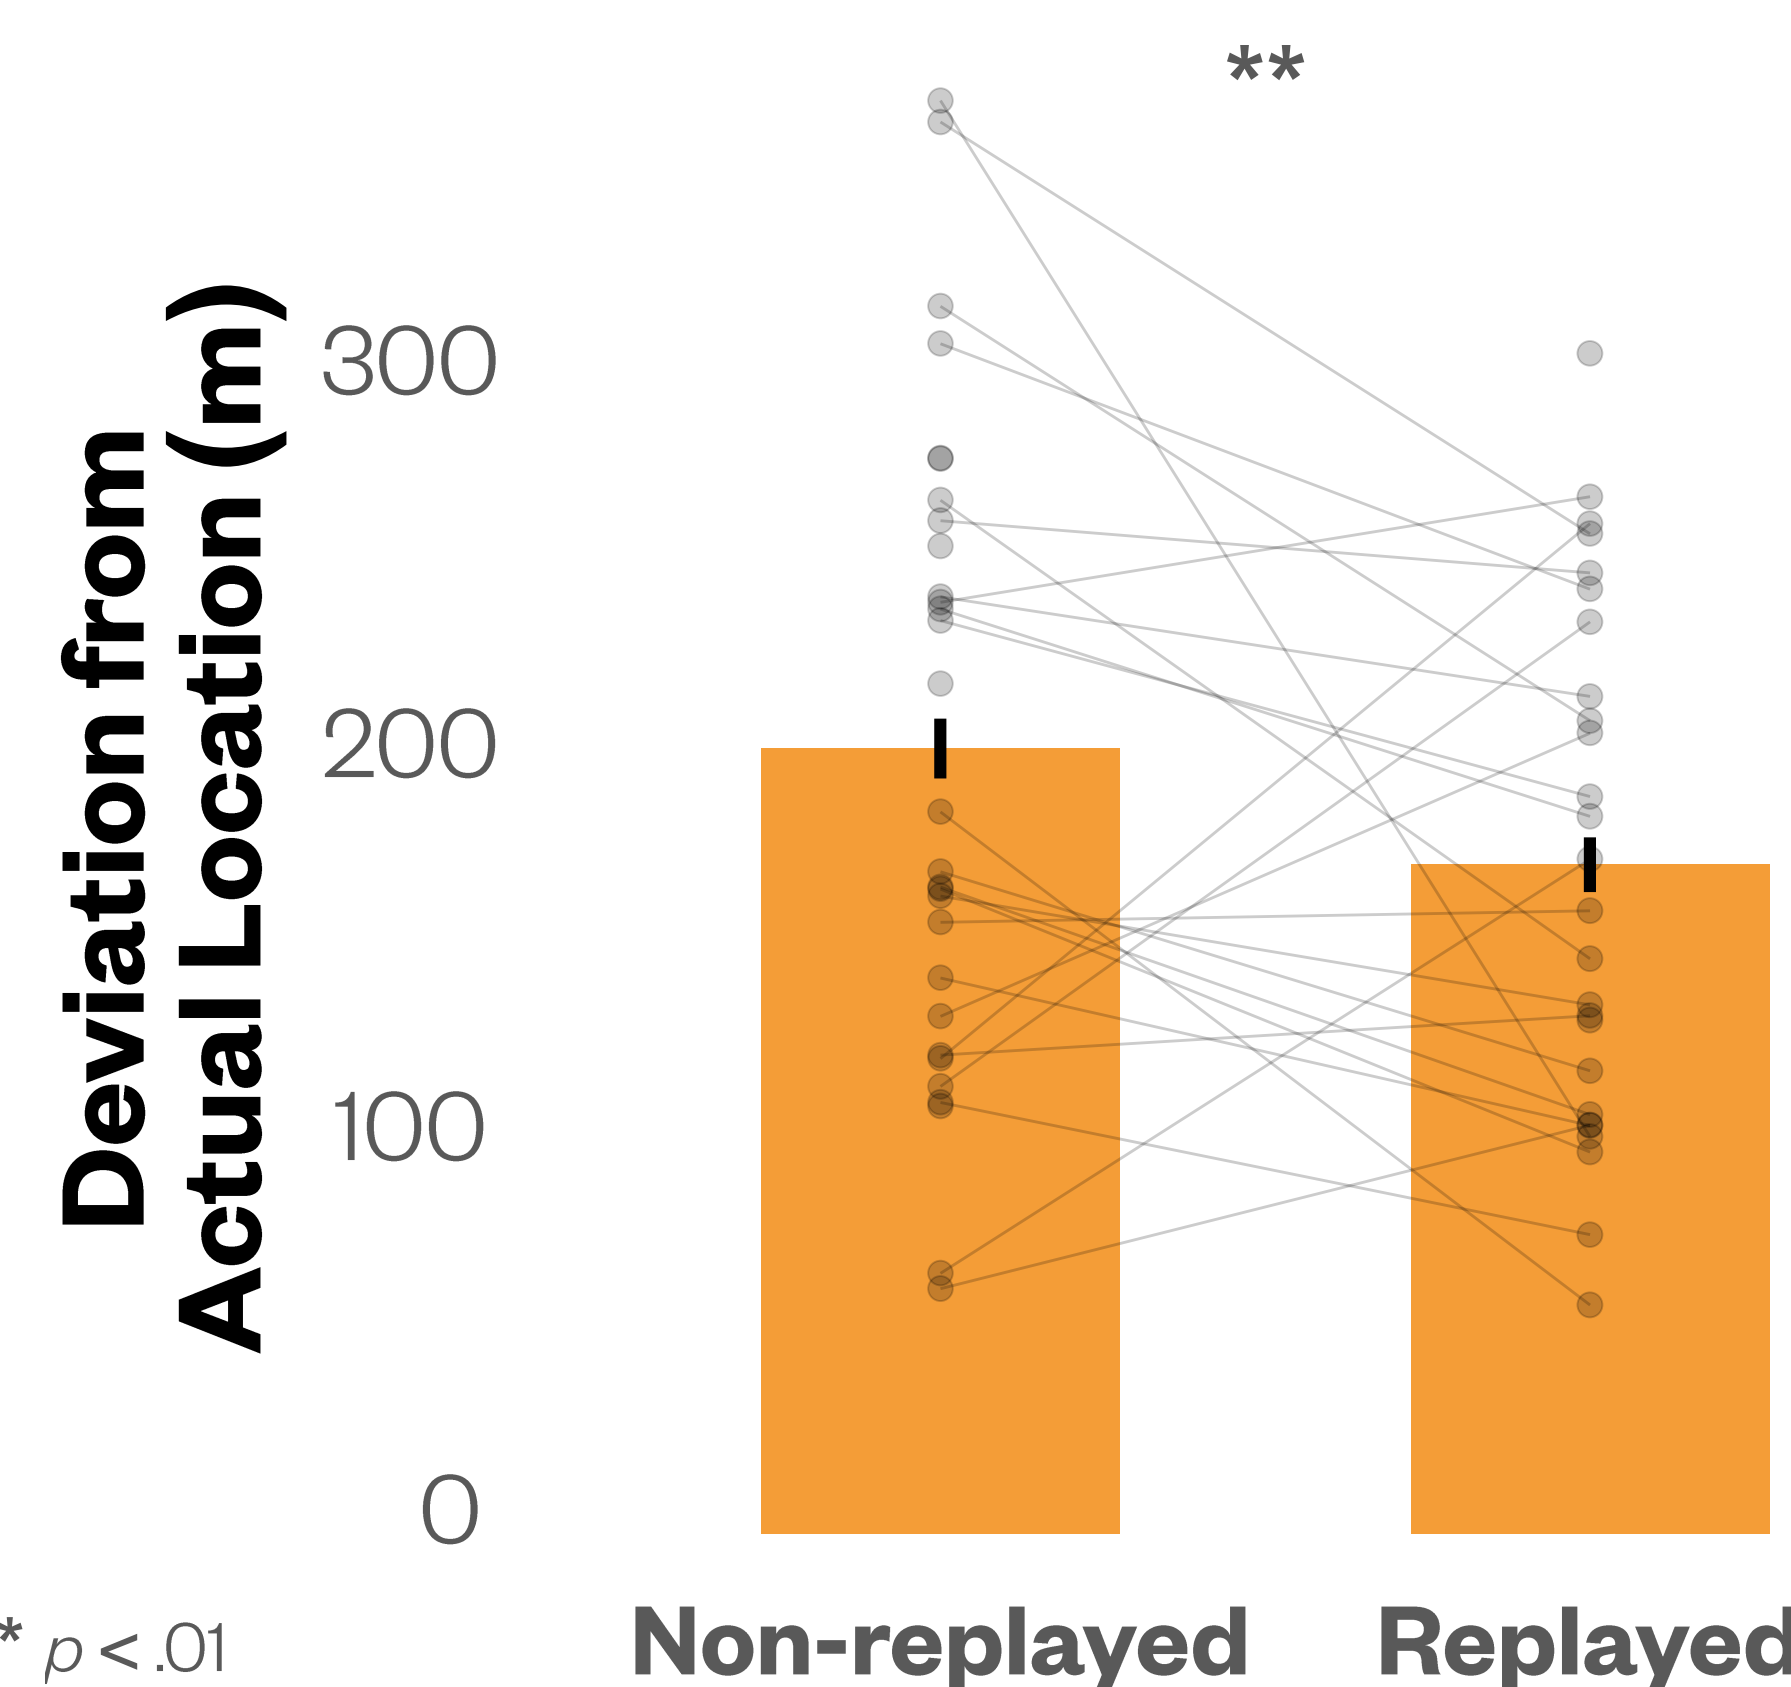 **
Deviation from
Actual Location (m)
300
200
100
0
Non-replayed
Replayed
* p < .01